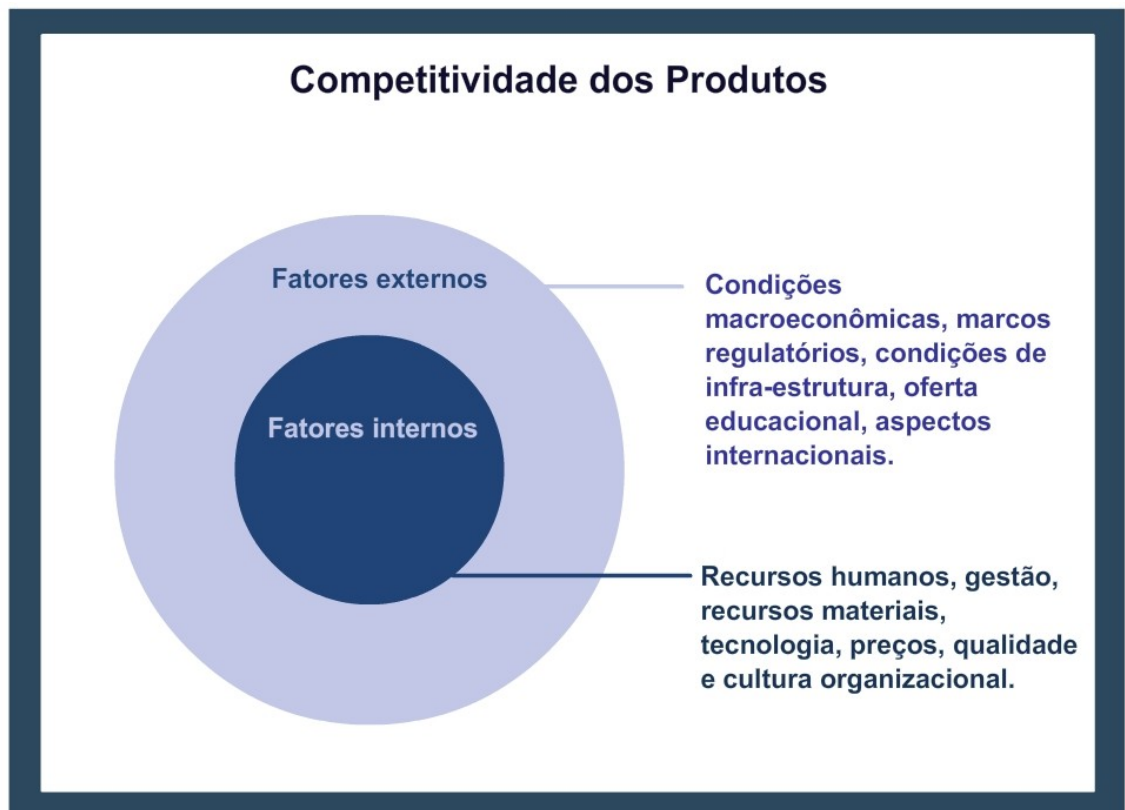 Competitividade dos Produtos
Fatores externos
Condições
macroeconômicas, marcos
regulatórios, condições de
infra-estrutura, oferta
educacional, aspectos
internacionais.
Fatores internos
Recursos humanos, gestão,
recursos materiais,
tecnologia, preços, qualidade
e cultura organizacional.